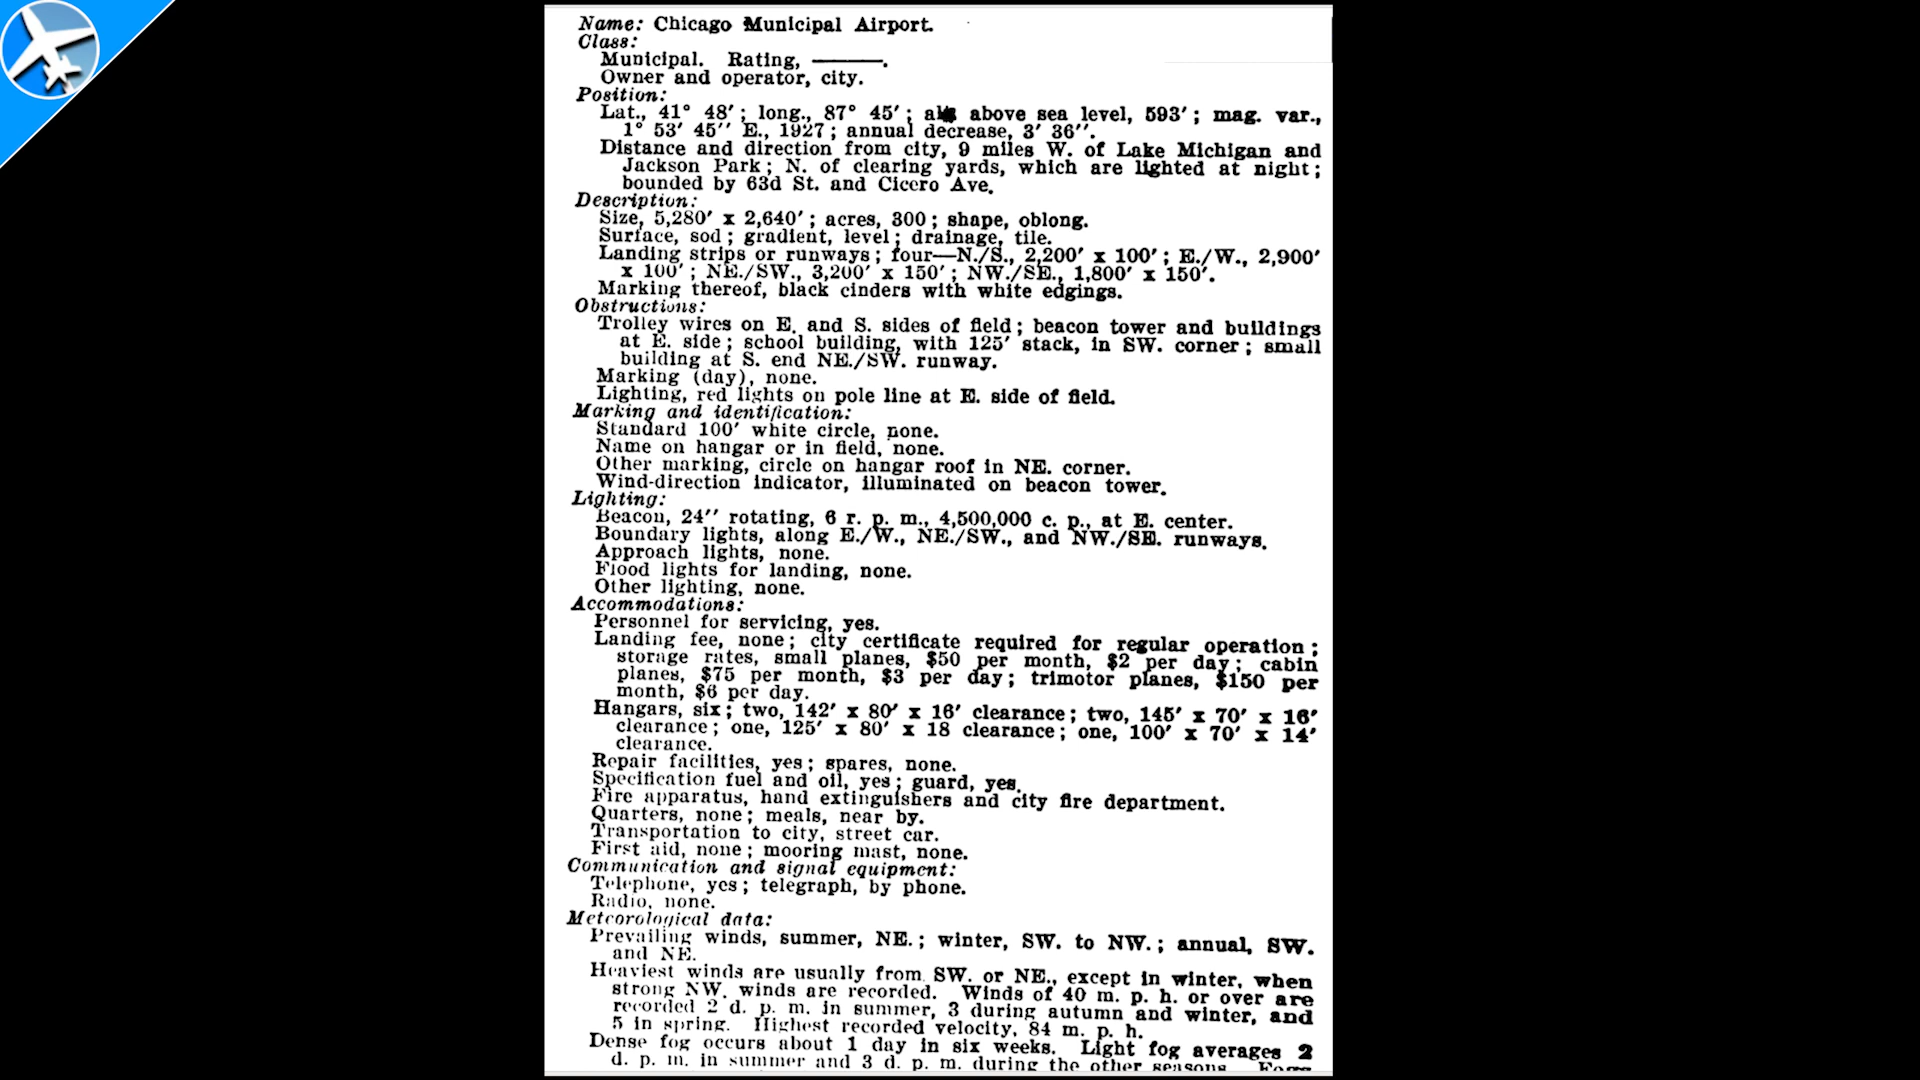 Name: Chicago Municipal Airport.
Class:
Municipal. Rating, ———.
Owner and operator, city.
Position:
Lat., 41° 48′; long., 87° 45′; above sea level, 593′; mag. var.,
1° 53′ 45″ E., 1927; annual decrease, 3′ 36″.
Distance and direction from city, 9 miles W. of Lake Michigan and
Jackson Park; N. of clearing yards, which are lighted at night;
bounded by 63d St. and Cicero Ave.
Description:
Size, 5,280′ x 2,640′; acres, 300; shape, oblong.
Surface, sod; gradient, level; drainage, tile.
Landing strips or runways; four—N./S., 2,200′ x 100′; E./W., 2,900′
x 100′; NE./SW., 3,200′ x 150′; NW./SE., 1,800′ x 150′.
Marking thereof, black cinders with white edgings.
Obstructions:
Trolley wires on E. and S. sides of field; beacon tower and buildings
at E. side; school building, with 125′ stack, in SW. corner; small
building at S. end NE./SW. runway.
Marking (day), none.
Lighting, red lights on pole line at E. side of field.
Marking and identification:
Standard 100′ white circle, none.
Name on hangar or in field, none.
Other marking, circle on hangar roof in NE. corner.
Wind-direction indicator, illuminated on beacon tower.
Lighting:
Beacon, 24″ rotating, 6 r. p. m., 4,500,000 c. p., at E. center.
Boundary lights, along E./W., NE./SW., and NW./SE. runways.
Approach lights, none.
Flood lights for landing, none.
Other lighting, none.
Accommodations:
Personnel for servicing, yes.
Landing fee, none; city certificate required for regular operation;
storage rates, small planes, $50 per month, $2 per day; cabin
planes, $75 per month, $3 per day; trimotor planes, $150 per
month, $6 per day.
Hangars, six; two, 142′ x 80′ x 16′ clearance; two, 145′ x 70′ x 16′
clearance; one, 125′ x 80′ x 18 clearance; one, 100′ x 70′ x 14′
clearance.
Repair facilities, yes; spares, none.
Specification fuel and oil, yes; guard, yes.
Fire apparatus, hand extinguishers and city fire department.
Quarters, none; meals, near by.
Transportation to city, street car.
First aid, none; mooring mast, none.
Communication and signal equipment:
Telephone, yes; telegraph, by phone.
Radio, none.
Meteorological data:
Prevailing winds, summer, NE.; winter, SW. to NW.; annual, SW.
and NE.
Heaviest winds are usually from SW. or NE., except in winter, when
strong NW. winds are recorded. Winds of 40 m. p. h. or over are
recorded 2 d. p. m. in summer, 3 during autumn and winter, and
5 in spring. Highest recorded velocity, 84 m. p. h.
Dense fog occurs about 1 day in six weeks. Light fog averages 2
d. p. m. in summer and 3 d. p. m. during the other seasons.